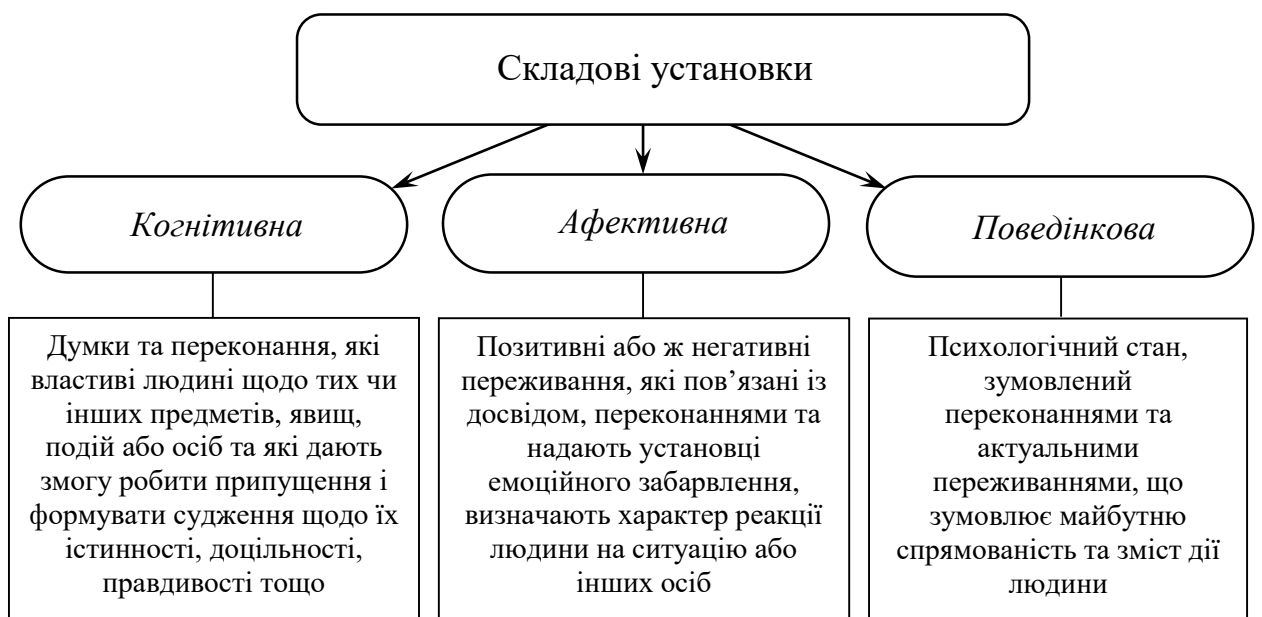 Складові установки
Когнітивна
Афективна
Поведінкова
Думки та переконання, які
властиві людині щодо тих чи
інших предметів, явищ,
подій або осіб та які дають
змогу робити припущення і
формувати судження щодо їх
істинності, доцільності,
правдивості тощо
Позитивні або ж негативні
переживання, які пов’язані із
досвідом, переконаннями та
надають установці
емоційного забарвлення,
визначають характер реакції
людини на ситуацію або
інших осіб
Психологічний стан,
зумовлений
переконаннями та
актуальними
переживаннями, що
зумовлює майбутню
спрямованість та зміст дії
людини